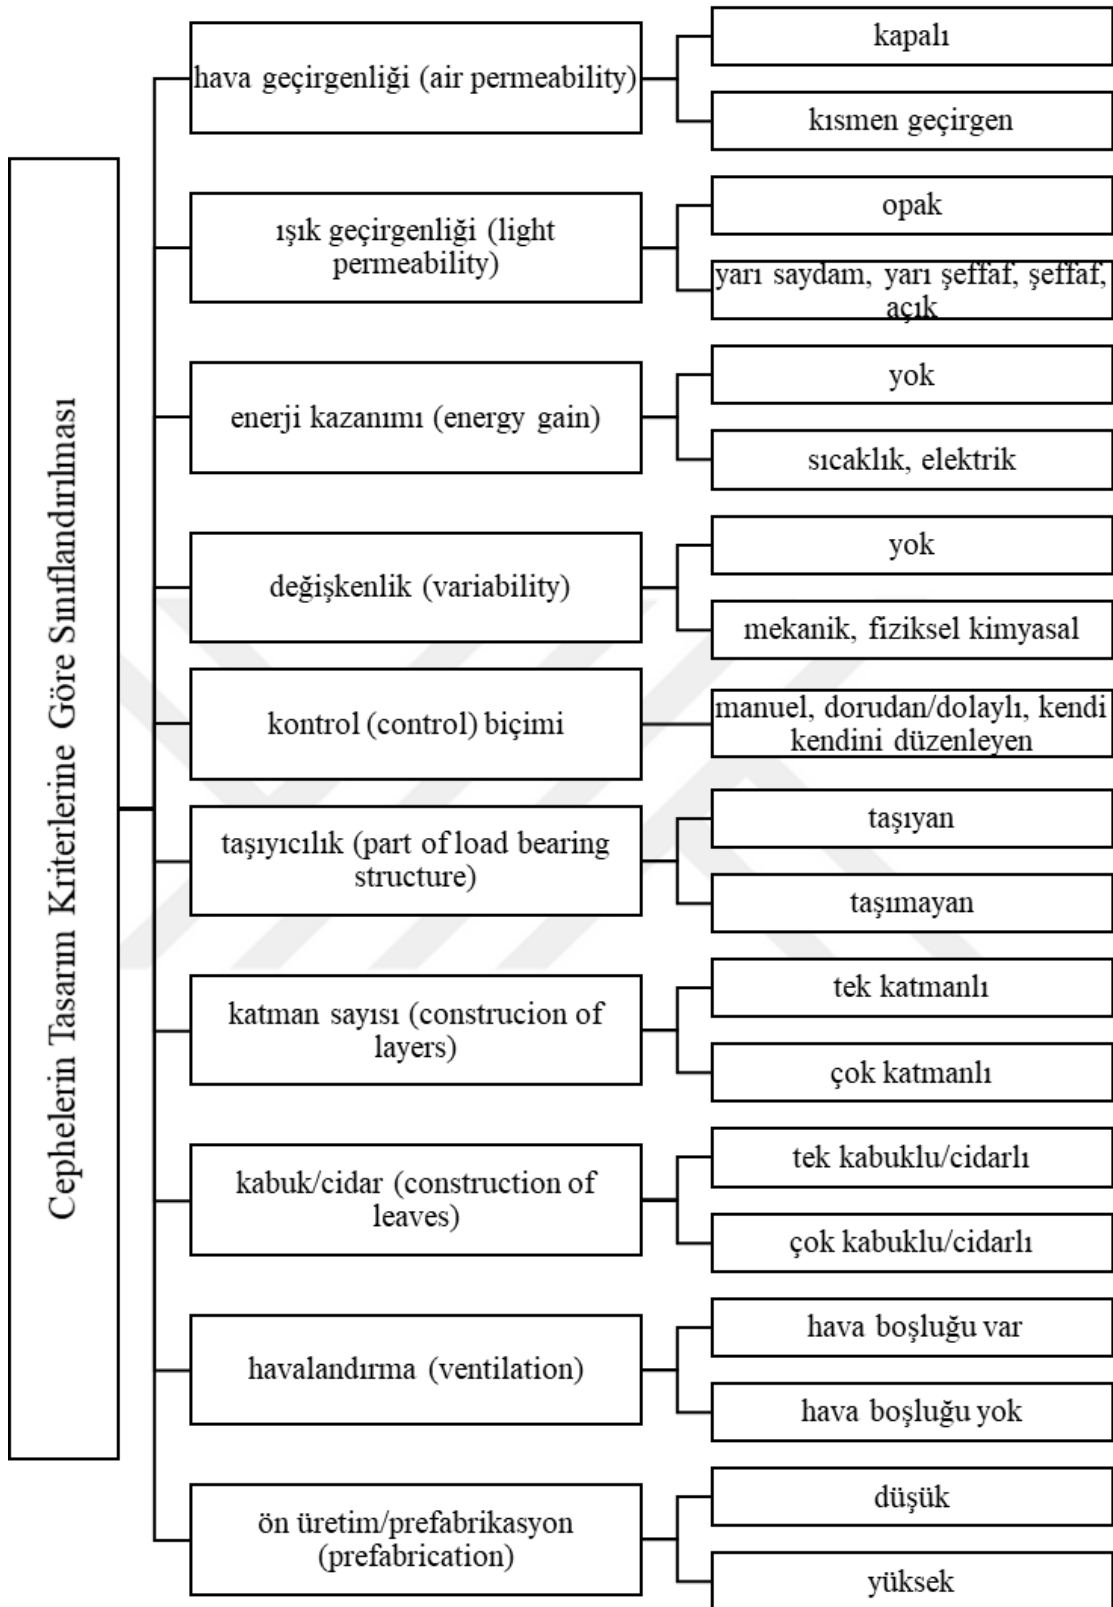 Cephelerin Tasarım Kriterlerine Göre Sınıflandırılması
hava geçirgenliği (air permeability)
kapalı
kısmen geçirgen
ışık geçirgenliği (light
permeability)
opak
yarı saydam, yarı şeffaf, şeffaf,
açık
enerji kazanımı (energy gain)
yok
sıcaklık, elektrik
değişkenlik (variability)
yok
mekanik, fiziksel kimyasal
kontrol (control) biçimi
manuel, dorudan/dolaylı, kendi
kendini düzenleyen
taşıyıcılık (part of load bearing
structure)
taşıyan
taşımayan
katman sayısı (construcion of
layers)
tek katmanlı
çok katmanlı
kabuk/cidar (construction of
leaves)
tek kabuklu/cidarlı
çok kabuklu/cidarlı
havalandırma (ventilation)
hava boşluğu var
hava boşluğu yok
ön üretim/prefabrikasyon
(prefabrication)
düşük
yüksek